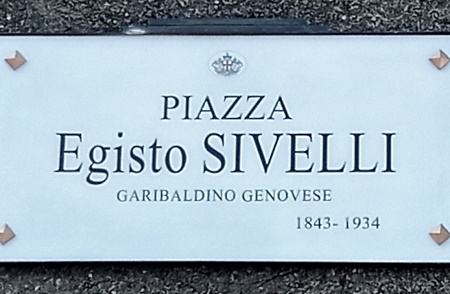 PIAZZA
Egisto SIVELLI
GARIBALDINO GENOVESE
1843- 1934